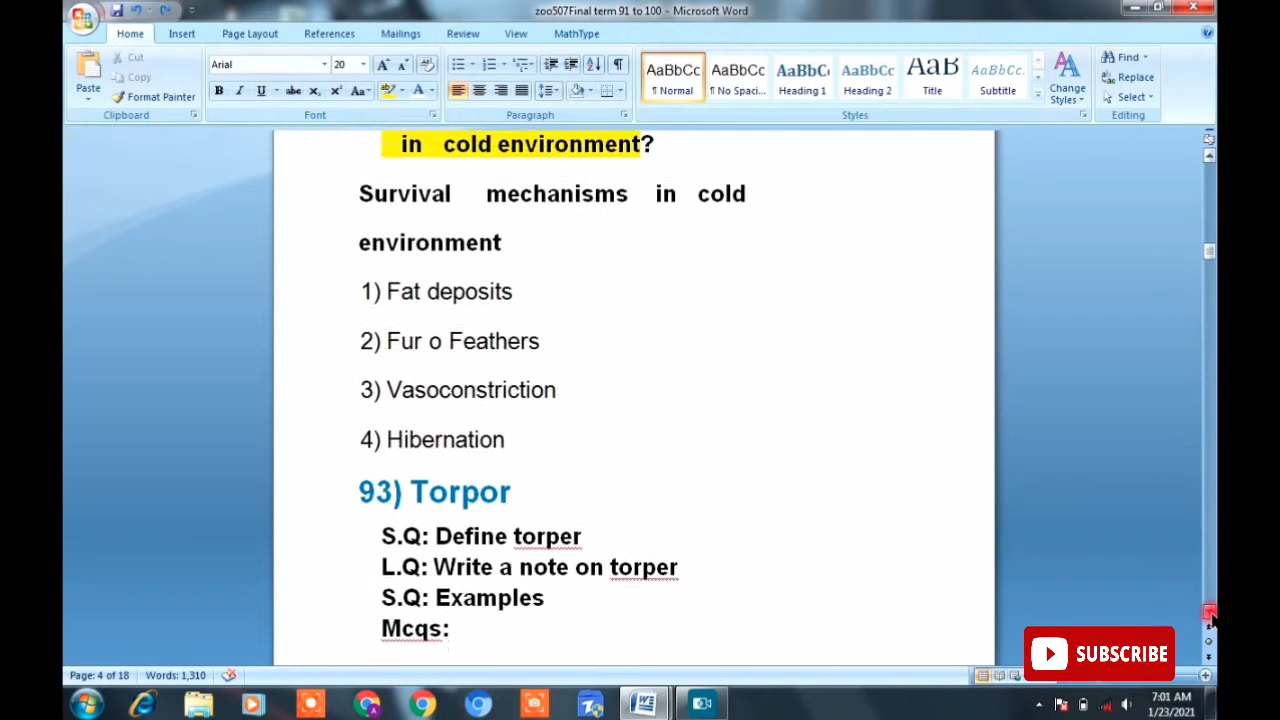 zoo507Final term 91 to 100 - Microsoft Word
Home Insert Page Layout References Mailings Review View MathType
Paste
Cut
Copy
Format Painter
Clipboard
Arial 20
B I U abc x₂ x² Aa
Font
Paragraph
AaBbCc AaBbCc AaBbC AaBbCc AaB AaBbCc.
¶ Normal ¶ No Spaci... Heading 1 Heading 2 Title Subtitle
Change Styles
Styles
Find
Replace
Select
Editing
in cold environment?
Survival mechanisms in cold
environment
1) Fat deposits
2) Fur o Feathers
3) Vasoconstriction
4) Hibernation
93) Torpor
S.Q: Define torper
L.Q: Write a note on torper
S.Q: Examples
Mcqs:
SUBSCRIBE
Page: 4 of 18 Words: 1,310
7:01 AM
1/23/2021